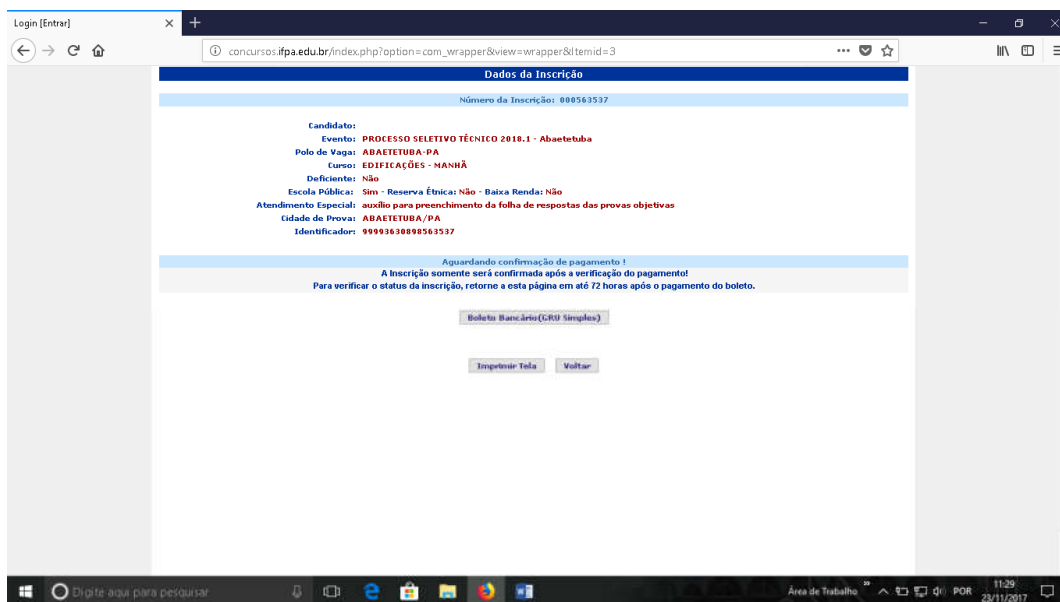 Login [Entrar]
concursos.ifpa.edu.br/index.php?option=com_wrapper&view=wrapper&Itemid=3
Dados da Inscrição
Número da Inscrição: 000563537
Candidato:
Evento: PROCESSO SELETIVO TÉCNICO 2018.1 - Abaetetuba
Polo de Vaga: ABAETETUBA-PA
Curso: EDIFICAÇÕES - MANHÃ
Deficiente: Não
Escola Pública: Sim - Reserva Étnica: Não - Baixa Renda: Não
Atendimento Especial: auxílio para preenchimento da folha de respostas das provas objetivas
Cidade de Prova: ABAETETUBA/PA
Identificador: 99993630898563537
Aguardando confirmação de pagamento !
A Inscrição somente será confirmada após a verificação do pagamento!
Para verificar o status da inscrição, retorne a esta página em até 72 horas após o pagamento do boleto.
Boleto Bancário(GRU Simples)
Imprimir Tela Voltar
Digite aqui para pesquisar
Área de Trabalho
POR
11:29
23/11/2017